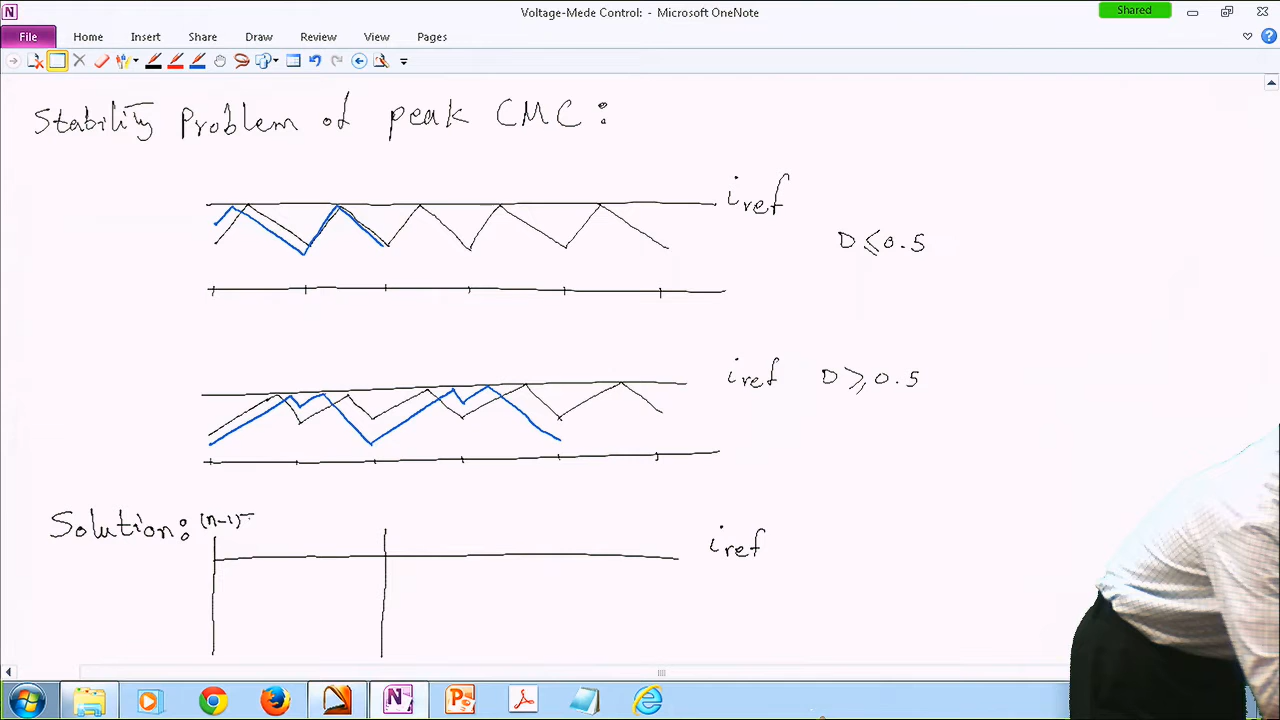 Voltage-Mede Control: - Microsoft OneNote
Shared
File Home Insert Share Draw Review View Pages
Stability Problem of peak CMC:
iref
D ≤ 0.5
iref D ≥ 0.5
Solution: (n-1)T
iref